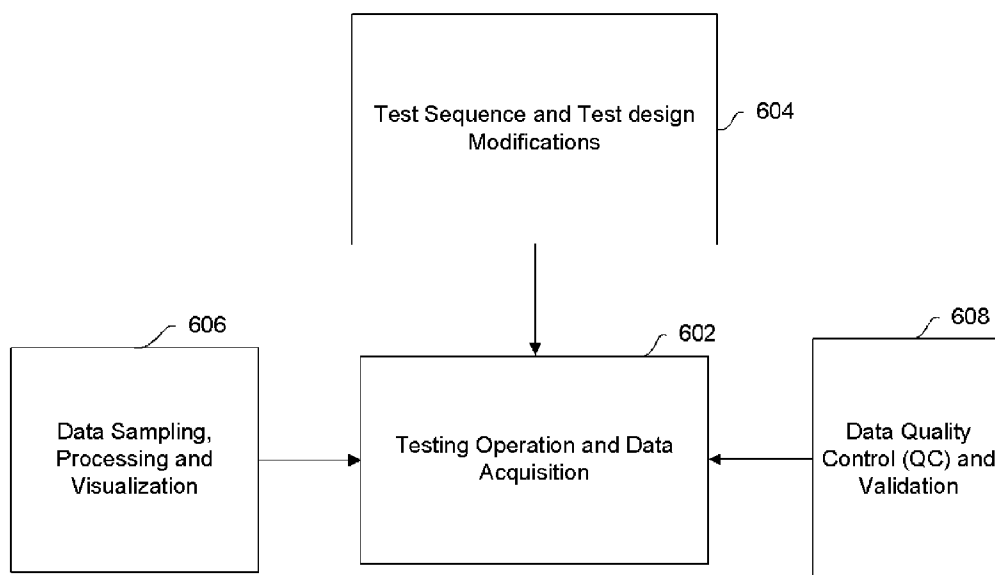 Test Sequence and Test design
Modifications
604
606
602
608
Data Sampling,
Processing and
Visualization
Testing Operation and Data
Acquisition
Data Quality
Control (QC) and
Validation